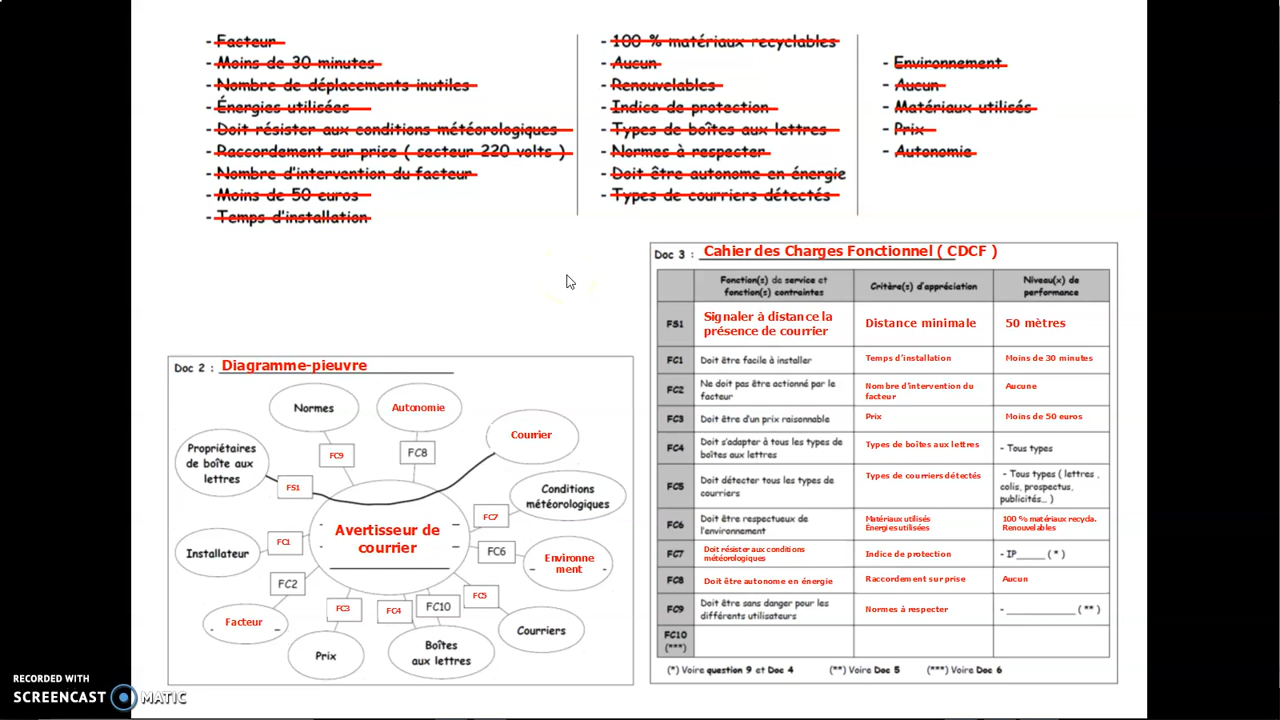 - Facteur
- Moins de 30 minutes
- Nombre de déplacements inutiles
- Énergies utilisées
- Doit résister aux conditions météorologiques
- Raccordement sur prise ( secteur 220 volts )
- Nombre d'intervention du facteur
- Moins de 50 euros
- Temps d'installation
- 100 % matériaux recyclables
- Aucun
- Renouvelables
- Indice de protection
- Types de boîtes aux lettres
- Normes à respecter
- Doit être autonome en énergie
- Types de courriers détectés
- Environnement
- Aucun
- Matériaux utilisés
- Prix
- Autonomie
Doc 2 : Diagramme-pieuvre
Normes
Autonomie
Courrier
Propriétaires
de boîte aux
lettres
FC9
FC8
FS1
Conditions
météorologiques
FC7
Avertisseur de
courrier
Installateur
FC1
FC6
Environne
ment
FC2
FC3
FC4
FC10
FC5
Facteur
Prix
Boîtes
aux lettres
Courriers
Doc 3 : Cahier des Charges Fonctionnel ( CDCF )
Fonction(s) de service et
fonction(s) contraintes
Critère(s) d'appréciation
Niveau(x) de
performance
FS1
Signaler à distance la
présence de courrier
Distance minimale
50 mètres
FC1
Doit être facile à installer
Temps d'installation
Moins de 30 minutes
FC2
Ne doit pas être actionné par le
facteur
Nombre d'intervention du
facteur
Aucune
FC3
Doit être d'un prix raisonnable
Prix
Moins de 50 euros
FC4
Doit s'adapter à tous les types de
boîtes aux lettres
Types de boîtes aux lettres
- Tous types
FC5
Doit détecter tous les types de
courriers
Types de courriers détectés
- Tous types ( lettres ,
colis, prospectus,
publicités... )
FC6
Doit être respectueux de
l'environnement
Matériaux utilisés
Énergies utilisées
100 % matériaux recycla.
Renouvelables
FC7
Doit résister aux conditions
météorologiques
Indice de protection
- IP_____ ( * )
FC8
Doit être autonome en énergie
Raccordement sur prise
Aucun
FC9
Doit être sans danger pour les
différents utilisateurs
Normes à respecter
- ____________ ( ** )
FC10
(***)
(*) Voire question 9 et Doc 4 (**) Voire Doc 5 (***) Voire Doc 6
RECORDED WITH
SCREENCAST MATIC